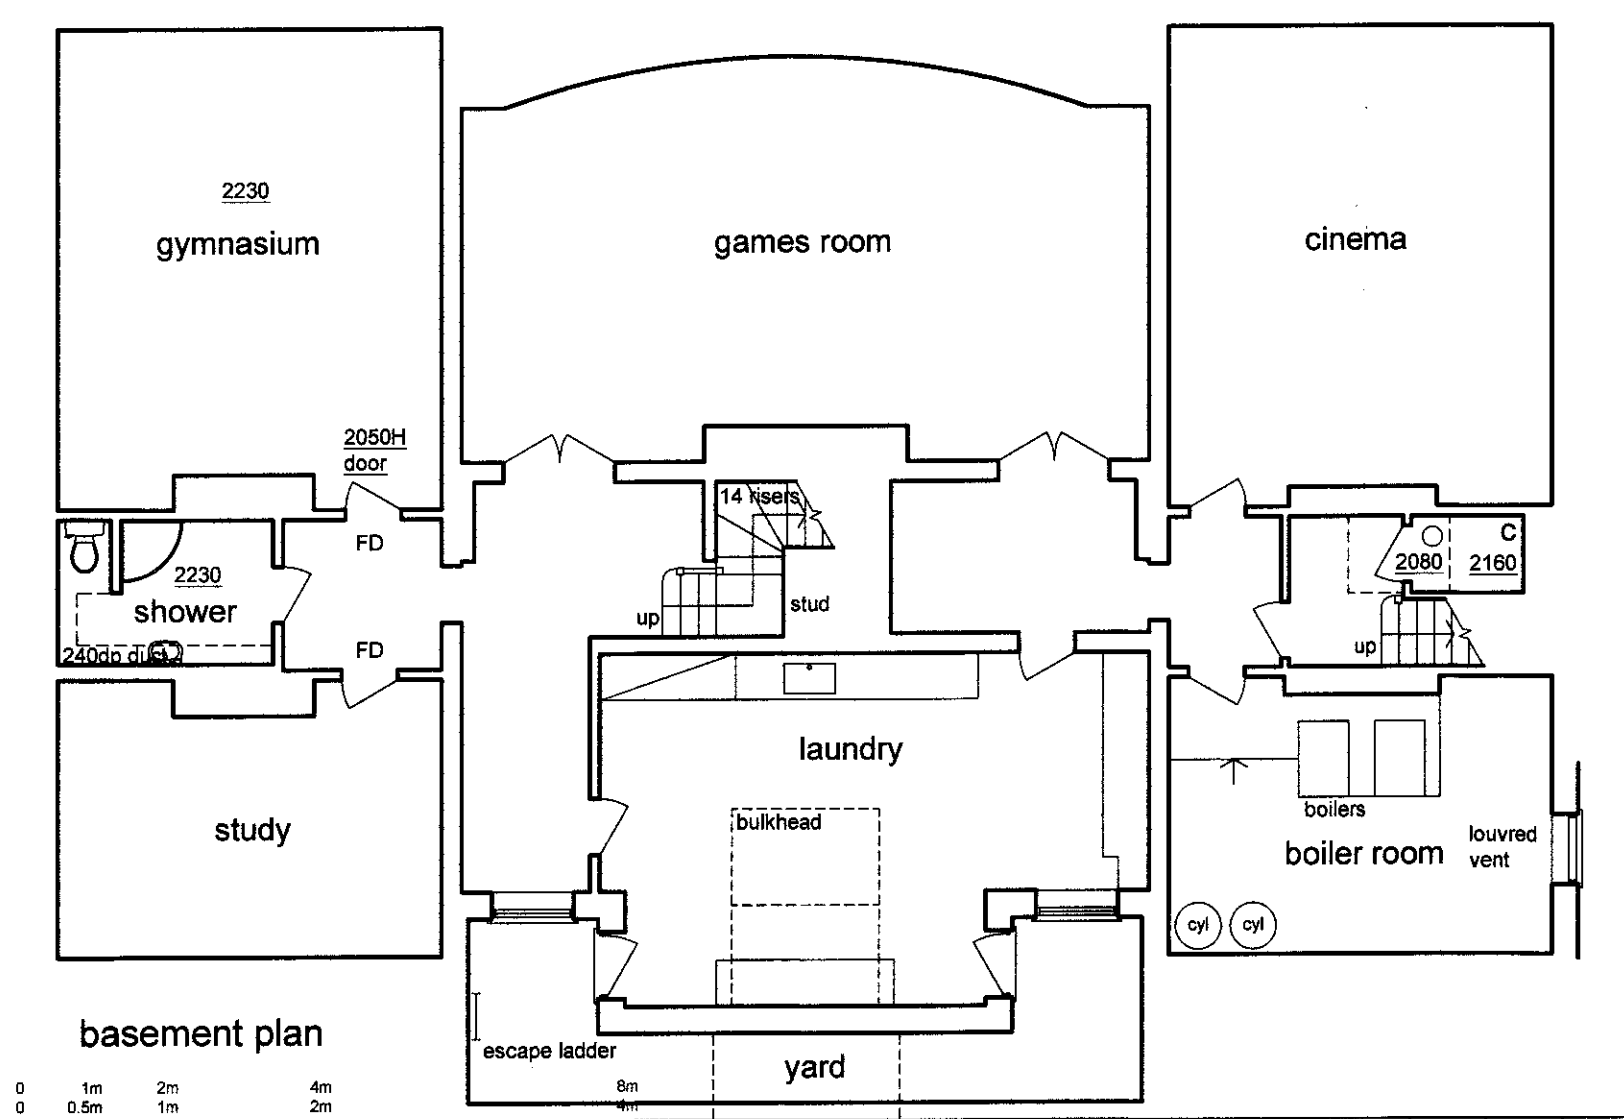 2230
gymnasium
games room
cinema
2050H
door
14 risers
FD
C
2080
2160
2230
shower
up
stud
up
240dp duct
FD
laundry
bulkhead
boilers
study
louvred
vent
boiler room
cyl
cyl
basement plan
escape ladder
yard
0 1m 2m 4m 8m
0 0.5m 1m 2m 4m